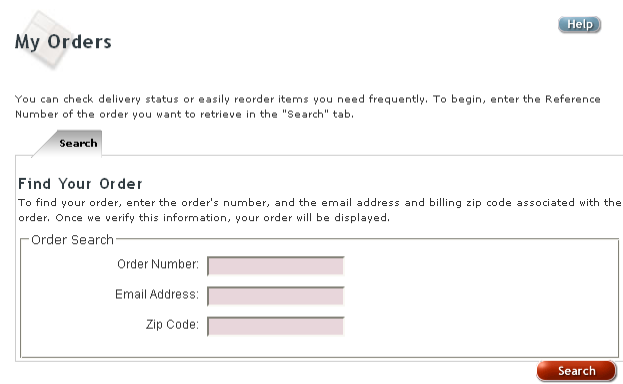 My Orders
Help
You can check delivery status or easily reorder items you need frequently. To begin, enter the Reference
Number of the order you want to retrieve in the "Search" tab.
Search
Find Your Order
To find your order, enter the order's number, and the email address and billing zip code associated with the
order. Once we verify this information, your order will be displayed.
Order Search
Order Number:
Email Address:
Zip Code:
Search